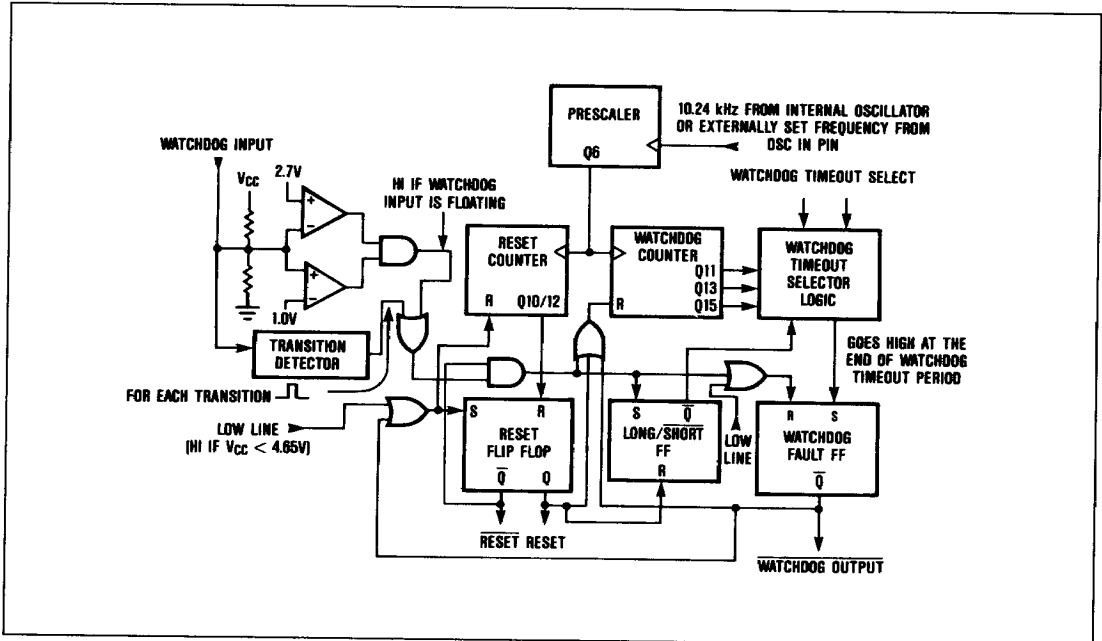 PRESCALER
Q6
10.24 kHz FROM INTERNAL OSCILLATOR
OR EXTERNALLY SET FREQUENCY FROM
OSC IN PIN
WATCHDOG INPUT
VCC
2.7V
+
−
HI IF WATCHDOG
INPUT IS FLOATING
WATCHDOG TIMEOUT SELECT
RESET
COUNTER
R
Q10/12
WATCHDOG
COUNTER
Q11
Q13
Q15
R
WATCHDOG
TIMEOUT
SELECTOR
LOGIC
+
−
1.0V
TRANSITION
DETECTOR
GOES HIGH AT THE
END OF WATCHDOG
TIMEOUT PERIOD
FOR EACH TRANSITION
LOW LINE
(HI IF VCC < 4.65V)
S
R
RESET
FLIP FLOP
Q̅
Q
S
Q̅
LONG/S̅H̅O̅R̅T̅
FF
R
LOW
LINE
R
S
WATCHDOG
FAULT FF
Q̅
R̅E̅S̅E̅T̅ RESET
W̅A̅T̅C̅H̅D̅O̅G̅ O̅U̅T̅P̅U̅T̅